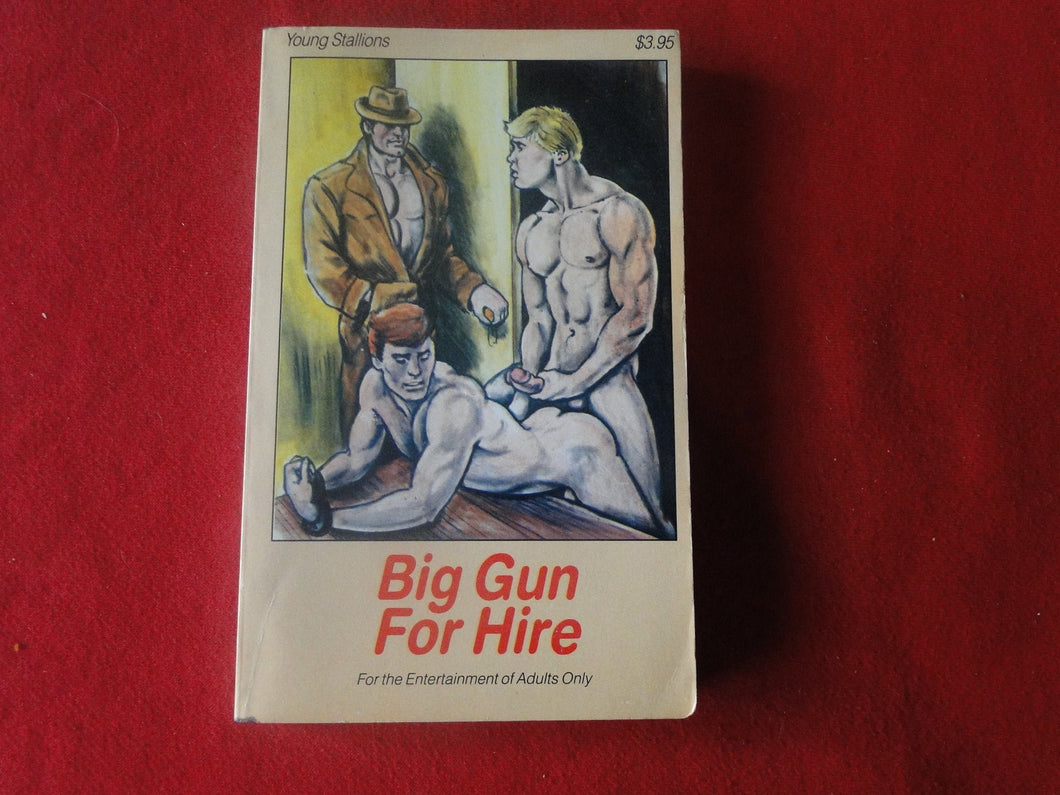 Young Stallions
$3.95
Big Gun
For Hire
For the Entertainment of Adults Only